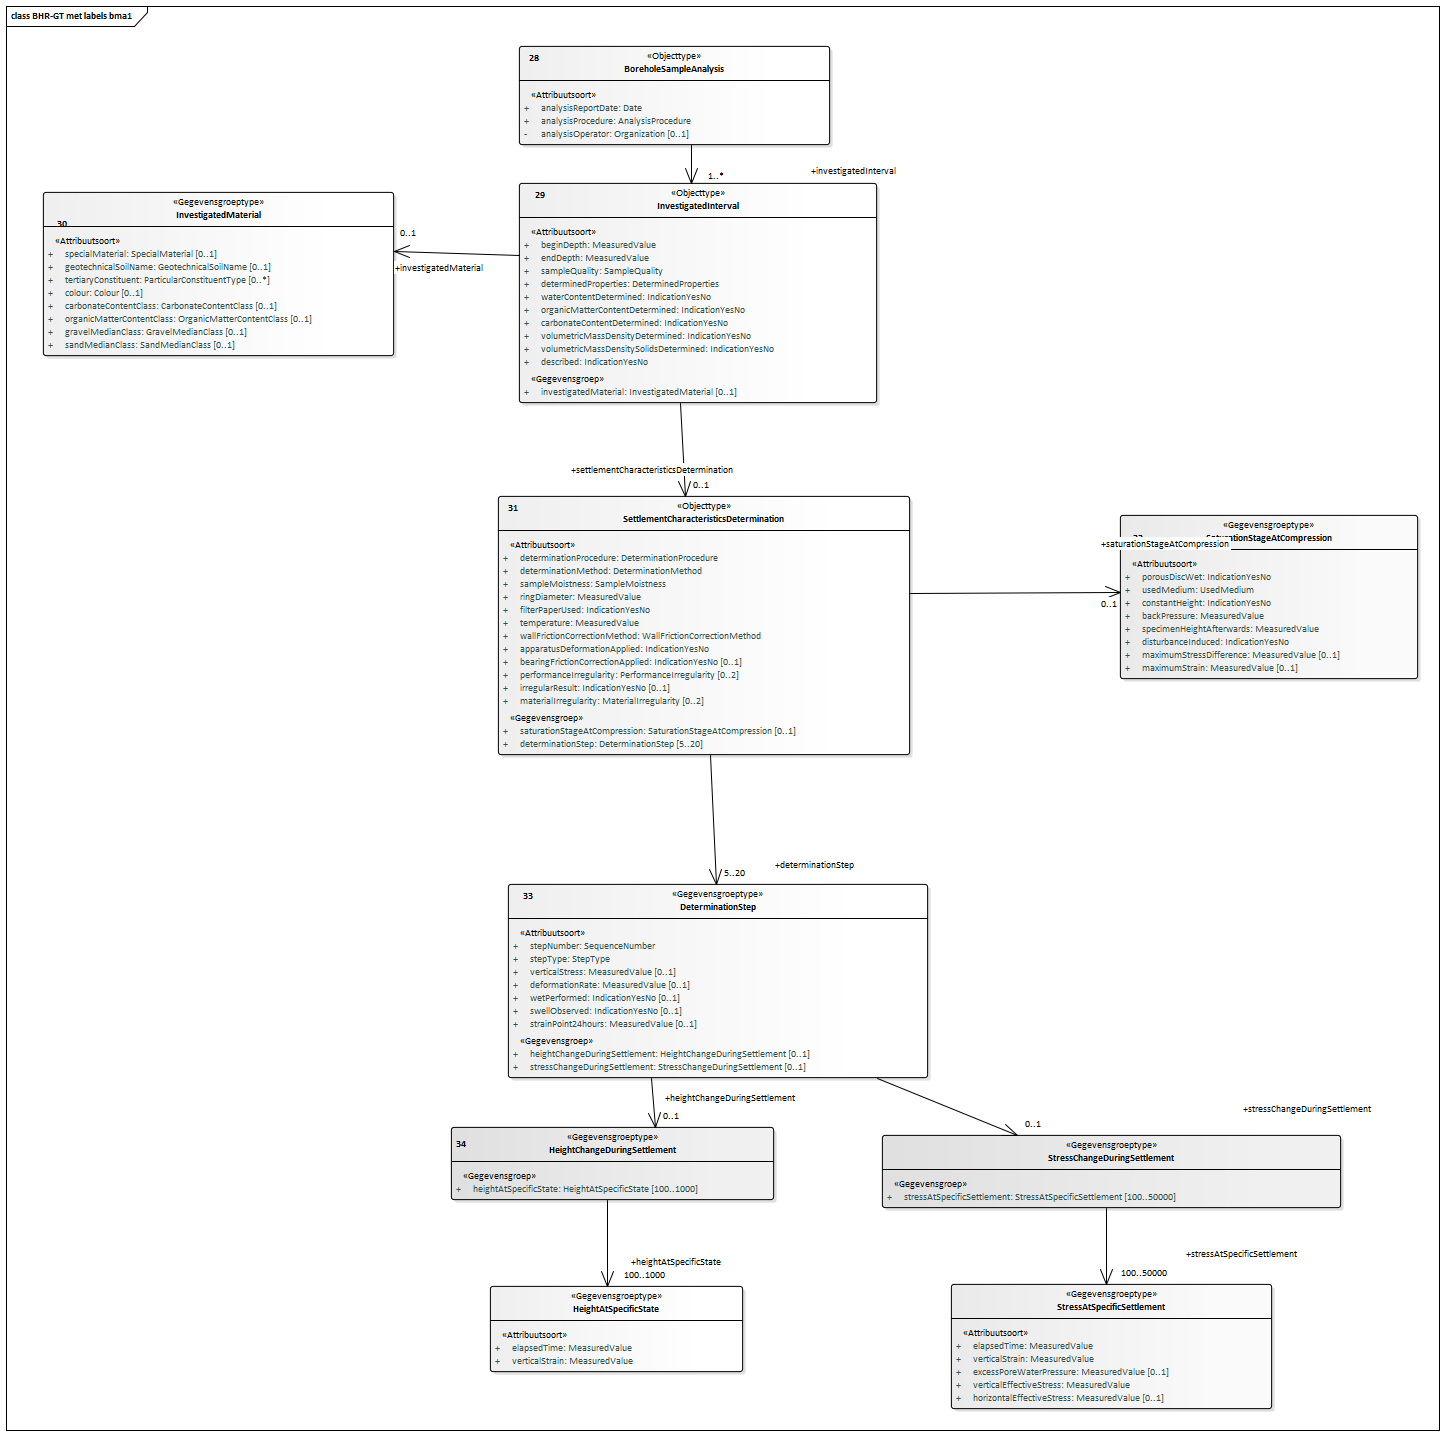 class BHR-GT met labels bma1
28
«Objecttype»
BoreholeSampleAnalysis
«Attribuutsoort»
+ analysisReportDate: Date
+ analysisProcedure: AnalysisProcedure
- analysisOperator: Organization [0..1]
1..*
+investigatedInterval
29
«Objecttype»
InvestigatedInterval
«Attribuutsoort»
+ beginDepth: MeasuredValue
+ endDepth: MeasuredValue
+ sampleQuality: SampleQuality
+ determinedProperties: DeterminedProperties
+ waterContentDetermined: IndicationYesNo
+ organicMatterContentDetermined: IndicationYesNo
+ carbonateContentDetermined: IndicationYesNo
+ volumetricMassDensityDetermined: IndicationYesNo
+ volumetricMassDensitySolidsDetermined: IndicationYesNo
+ described: IndicationYesNo
«Gegevensgroep»
+ investigatedMaterial: InvestigatedMaterial [0..1]
0..1
+investigatedMaterial
«Gegevensgroeptype»
InvestigatedMaterial
30
«Attribuutsoort»
+ specialMaterial: SpecialMaterial [0..1]
+ geotechnicalSoilName: GeotechnicalSoilName [0..1]
+ tertiaryConstituent: ParticularConstituentType [0..*]
+ colour: Colour [0..1]
+ carbonateContentClass: CarbonateContentClass [0..1]
+ organicMatterContentClass: OrganicMatterContentClass [0..1]
+ gravelMedianClass: GravelMedianClass [0..1]
+ sandMedianClass: SandMedianClass [0..1]
+settlementCharacteristicsDetermination
0..1
31
«Objecttype»
SettlementCharacteristicsDetermination
«Attribuutsoort»
+ determinationProcedure: DeterminationProcedure
+ determinationMethod: DeterminationMethod
+ sampleMoistness: SampleMoistness
+ ringDiameter: MeasuredValue
+ filterPaperUsed: IndicationYesNo
+ temperature: MeasuredValue
+ wallFrictionCorrectionMethod: WallFrictionCorrectionMethod
+ apparatusDeformationApplied: IndicationYesNo
+ bearingFrictionCorrectionApplied: IndicationYesNo [0..1]
+ performanceIrregularity: PerformanceIrregularity [0..2]
+ irregularResult: IndicationYesNo [0..1]
+ materialIrregularity: MaterialIrregularity [0..2]
«Gegevensgroep»
+ saturationStageAtCompression: SaturationStageAtCompression [0..1]
+ determinationStep: DeterminationStep [5..20]
«Gegevensgroeptype»
+saturationStageAtCompression
0..1
«Attribuutsoort»
+ porousDiscWet: IndicationYesNo
+ usedMedium: UsedMedium
+ constantHeight: IndicationYesNo
+ backPressure: MeasuredValue
+ specimenHeightAfterwards: MeasuredValue
+ disturbanceInduced: IndicationYesNo
+ maximumStressDifference: MeasuredValue [0..1]
+ maximumStrain: MeasuredValue [0..1]
+determinationStep
5..20
33
«Gegevensgroeptype»
DeterminationStep
«Attribuutsoort»
+ stepNumber: SequenceNumber
+ stepType: StepType
+ verticalStress: MeasuredValue [0..1]
+ deformationRate: MeasuredValue [0..1]
+ wetPerformed: IndicationYesNo [0..1]
+ swellObserved: IndicationYesNo [0..1]
+ strainPoint24hours: MeasuredValue [0..1]
«Gegevensgroep»
+ heightChangeDuringSettlement: HeightChangeDuringSettlement [0..1]
+ stressChangeDuringSettlement: StressChangeDuringSettlement [0..1]
+heightChangeDuringSettlement
0..1
34
«Gegevensgroeptype»
HeightChangeDuringSettlement
«Gegevensgroep»
+ heightAtSpecificState: HeightAtSpecificState [100..1000]
+stressChangeDuringSettlement
0..1
«Gegevensgroeptype»
StressChangeDuringSettlement
«Gegevensgroep»
+ stressAtSpecificSettlement: StressAtSpecificSettlement [100..50000]
+heightAtSpecificState
100..1000
«Gegevensgroeptype»
HeightAtSpecificState
«Attribuutsoort»
+ elapsedTime: MeasuredValue
+ verticalStrain: MeasuredValue
+stressAtSpecificSettlement
100..50000
«Gegevensgroeptype»
StressAtSpecificSettlement
«Attribuutsoort»
+ elapsedTime: MeasuredValue
+ verticalStrain: MeasuredValue
+ excessPoreWaterPressure: MeasuredValue [0..1]
+ verticalEffectiveStress: MeasuredValue
+ horizontalEffectiveStress: MeasuredValue [0..1]